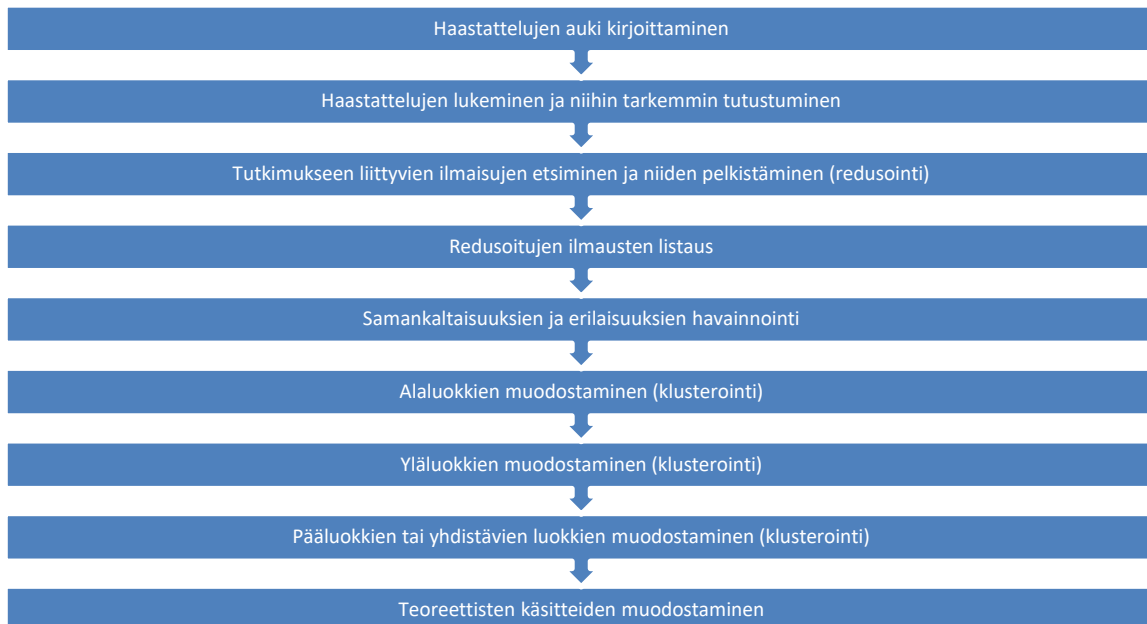 Haastattelujen auki kirjoittaminen
Haastattelujen lukeminen ja niihin tarkemmin tutustuminen
Tutkimukseen liittyvien ilmaisujen etsiminen ja niiden pelkistäminen (redusointi)
Redusoitujen ilmausten listaus
Samankaltaisuuksien ja erilaisuuksien havainnointi
Alaluokkien muodostaminen (klusterointi)
Yläluokkien muodostaminen (klusterointi)
Pääluokkien tai yhdistävien luokkien muodostaminen (klusterointi)
Teoreettisten käsitteiden muodostaminen